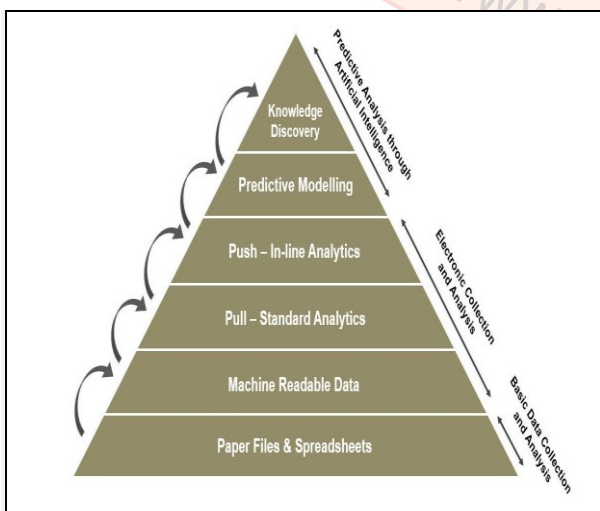 Knowledge
Discovery
Predictive Modelling
Push – In-line Analytics
Pull – Standard Analytics
Machine Readable Data
Paper Files & Spreadsheets
Predictive Analysis through
Artificial Intelligence
Electronic Collection
and Analysis
Basic Data Collection
and Analysis